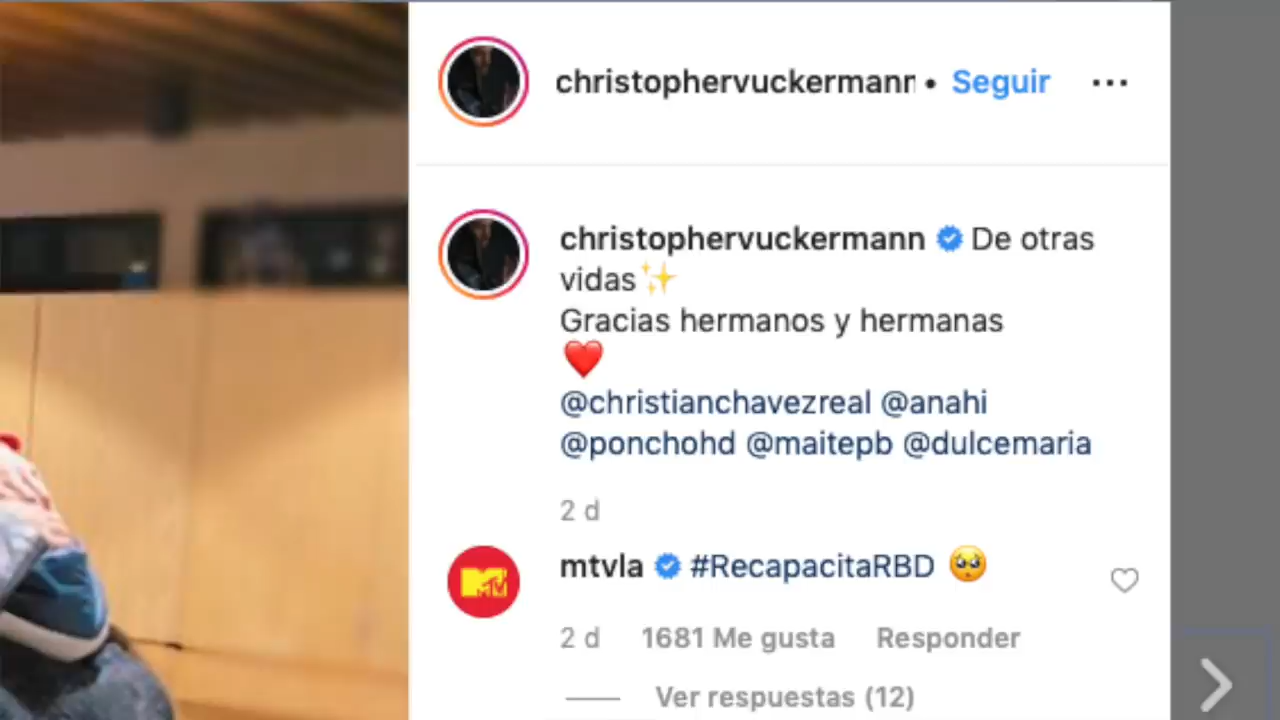 christophervuckermann • Seguir
christophervuckermann De otras
vidas✨
Gracias hermanos y hermanas
❤️
@christianchavezreal @anahi
@ponchohd @maitepb @dulcemaria
2 d
MTV
mtvla #RecapacitaRBD 🥺
2 d 1681 Me gusta Responder
Ver respuestas (12)